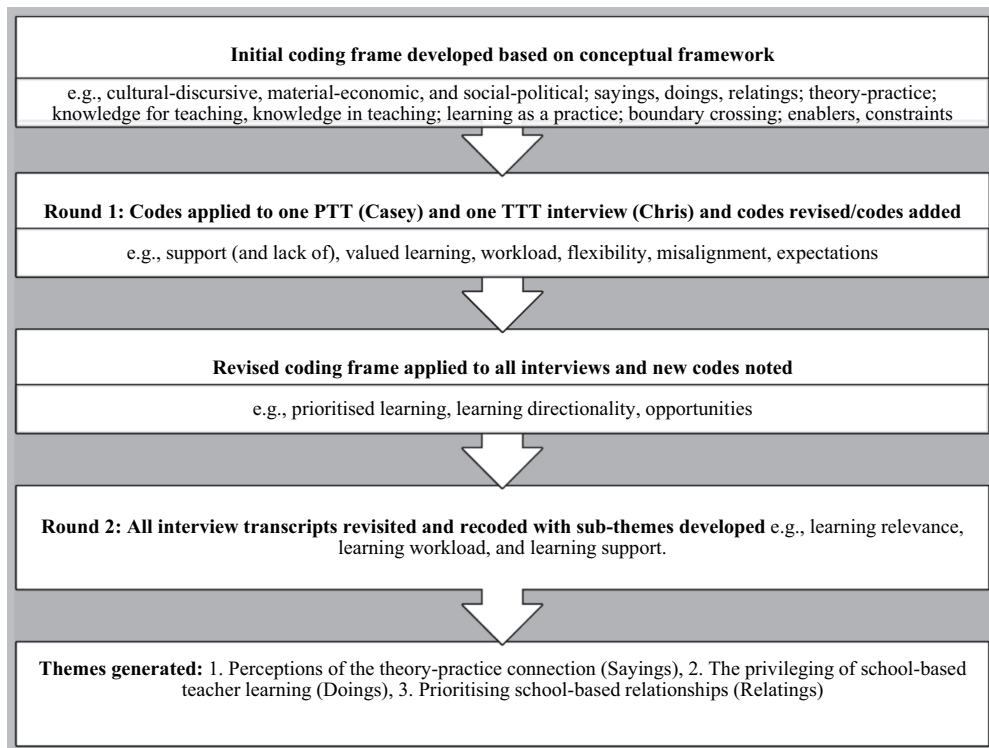 Initial coding frame developed based on conceptual framework
e.g., cultural-discursive, material-economic, and social-political; sayings, doings, relatings; theory-practice;
knowledge for teaching, knowledge in teaching; learning as a practice; boundary crossing; enablers, constraints
Round 1: Codes applied to one PTT (Casey) and one TTT interview (Chris) and codes revised/codes added
e.g., support (and lack of), valued learning, workload, flexibility, misalignment, expectations
Revised coding frame applied to all interviews and new codes noted
e.g., prioritised learning, learning directionality, opportunities
Round 2: All interview transcripts revisited and recoded with sub-themes developed e.g., learning relevance,
learning workload, and learning support.
Themes generated: 1. Perceptions of the theory-practice connection (Sayings), 2. The privileging of school-based
teacher learning (Doings), 3. Prioritising school-based relationships (Relatings)